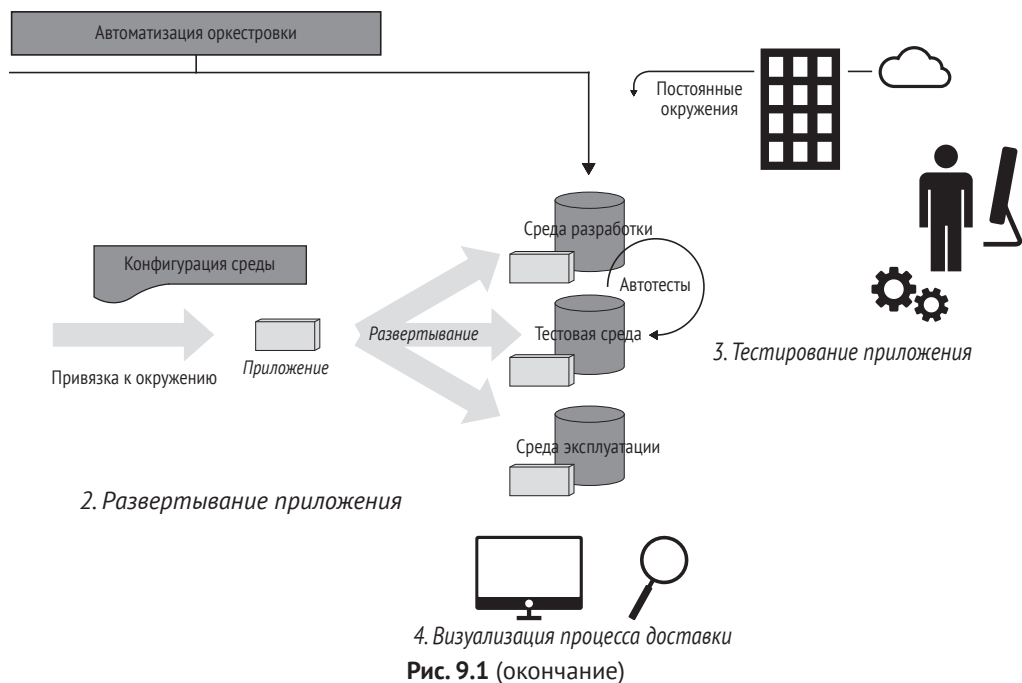 Автоматизация оркестровки
Постоянные
окружения
Среда разработки
Конфигурация среды
Автотесты
Развертывание
Тестовая среда
3. Тестирование приложения
Привязка к окружению
Приложение
Среда эксплуатации
2. Развертывание приложения
4. Визуализация процесса доставки
Рис. 9.1 (окончание)